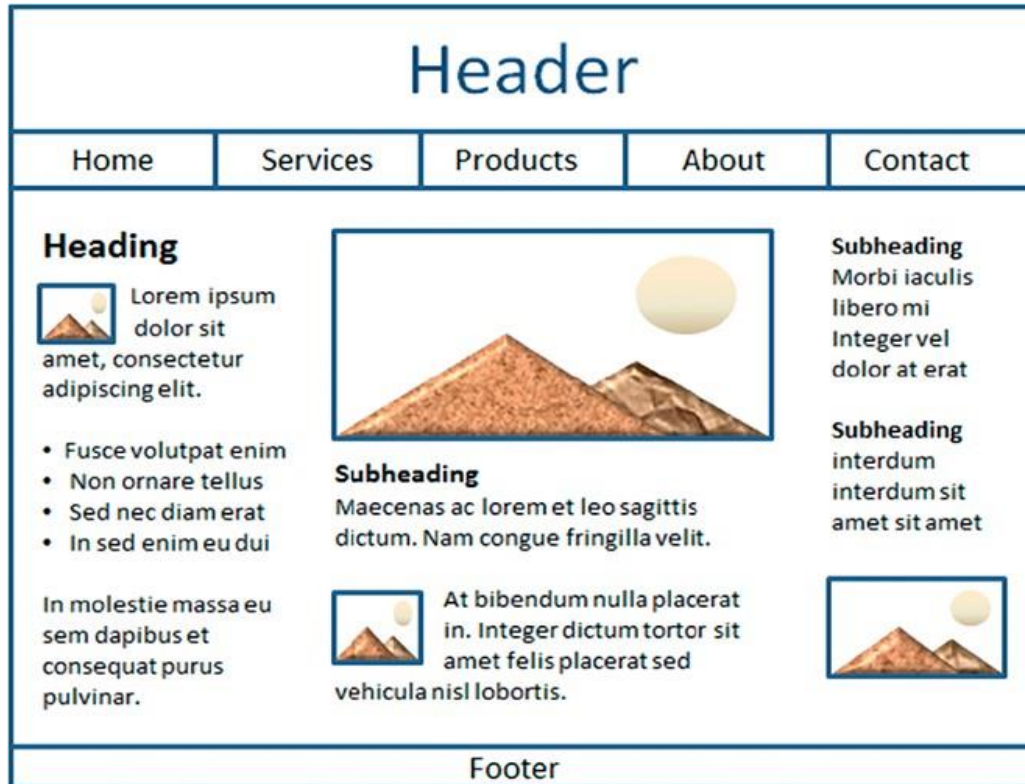 Header
Home
Services
Products
About
Contact
Heading
Lorem ipsum
dolor sit
amet, consectetur
adipiscing elit.
• Fusce volutpat enim
• Non ornare tellus
• Sed nec diam erat
• In sed enim eu dui
In molestie massa eu
sem dapibus et
consequat purus
pulvinar.
Subheading
Maecenas ac lorem et leo sagittis
dictum. Nam congue fringilla velit.
At bibendum nulla placerat
in. Integer dictum tortor sit
amet felis placerat sed
vehicula nisl lobortis.
Subheading
Morbi iaculis
libero mi
Integer vel
dolor at erat
Subheading
interdum
interdum sit
amet sit amet
Footer